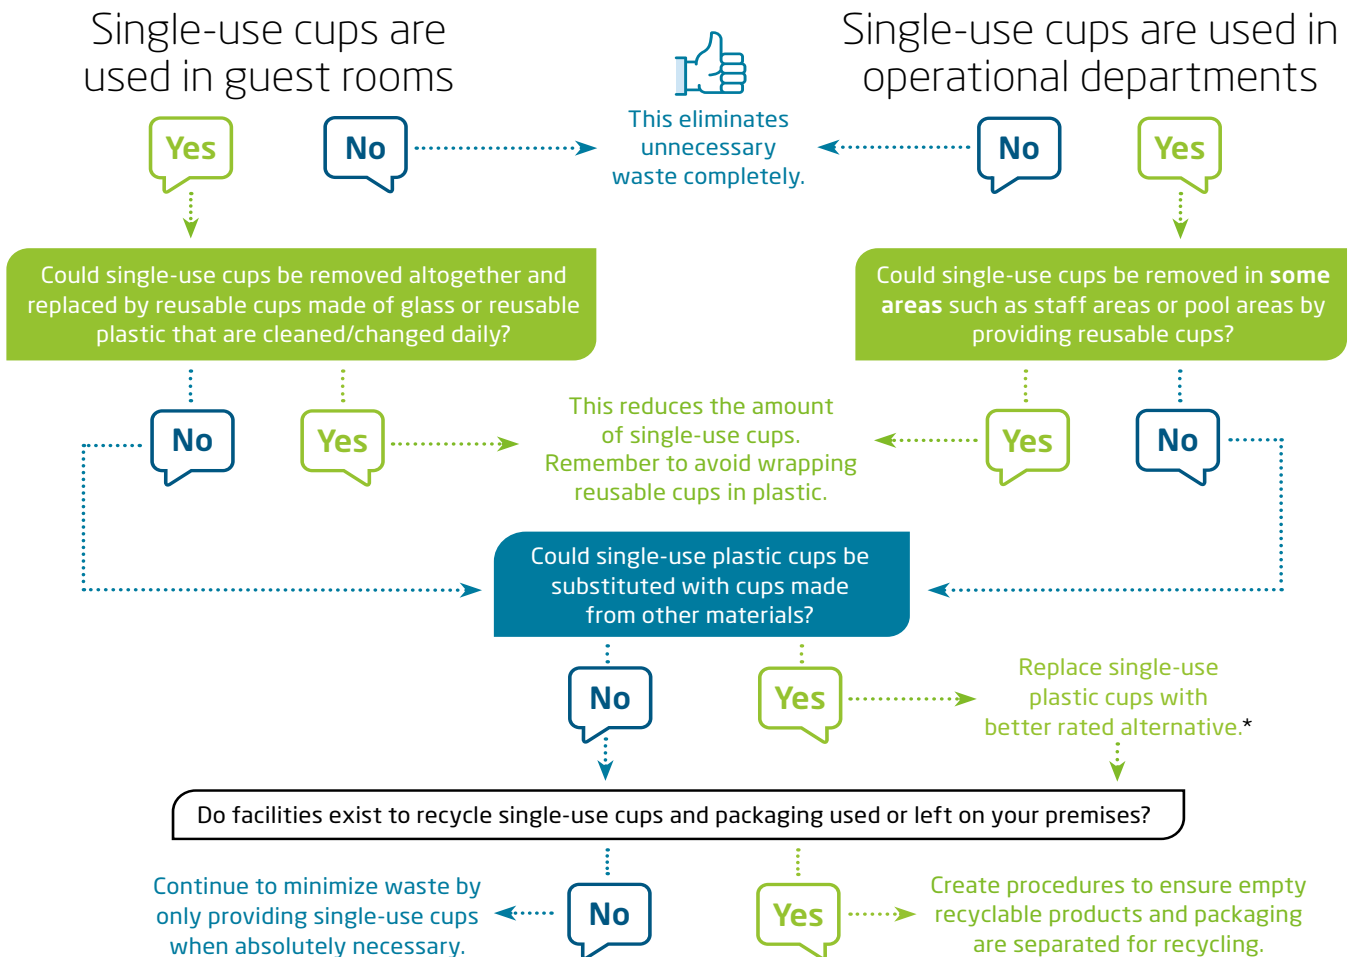 Single-use cups are
used in guest rooms
Single-use cups are used in
operational departments
Yes
No
This eliminates
unnecessary
waste completely.
No
Yes
Could single-use cups be removed altogether and
replaced by reusable cups made of glass or reusable
plastic that are cleaned/changed daily?
Could single-use cups be removed in some
areas such as staff areas or pool areas by
providing reusable cups?
No
Yes
This reduces the amount
of single-use cups.
Remember to avoid wrapping
reusable cups in plastic.
Yes
No
Could single-use plastic cups be
substituted with cups made
from other materials?
No
Yes
Replace single-use
plastic cups with
better rated alternative.*
Do facilities exist to recycle single-use cups and packaging used or left on your premises?
Continue to minimize waste by
only providing single-use cups
when absolutely necessary.
No
Yes
Create procedures to ensure empty
recyclable products and packaging
are separated for recycling.